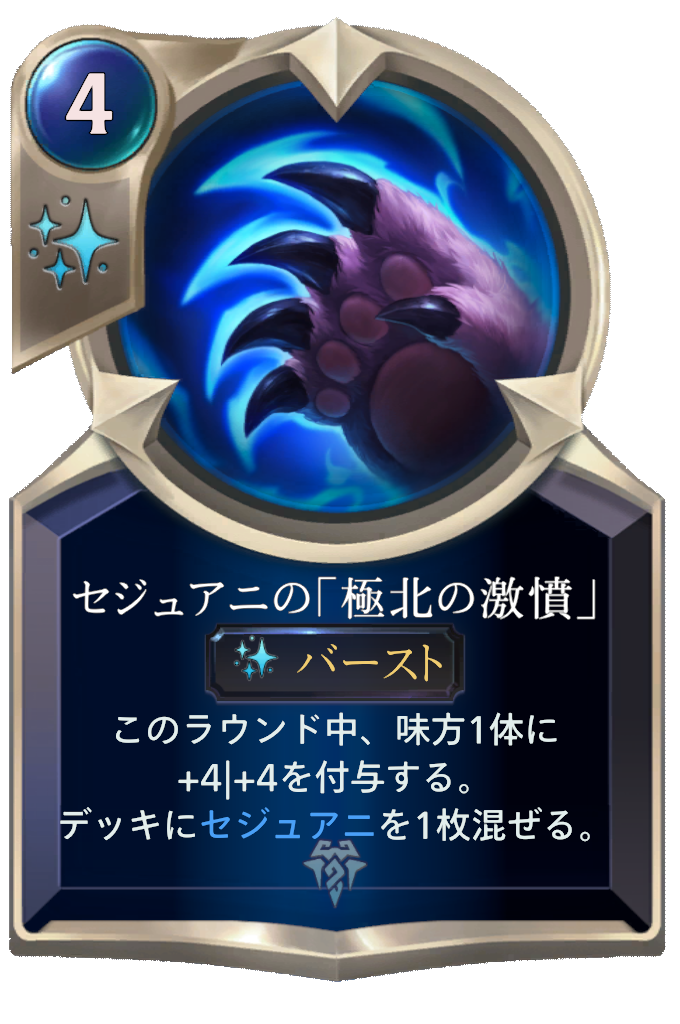 4
セジュアニの「極北の激憤」
バースト
このラウンド中、味方1体に
+4|+4を付与する。
デッキにセジュアニを1枚混ぜる。